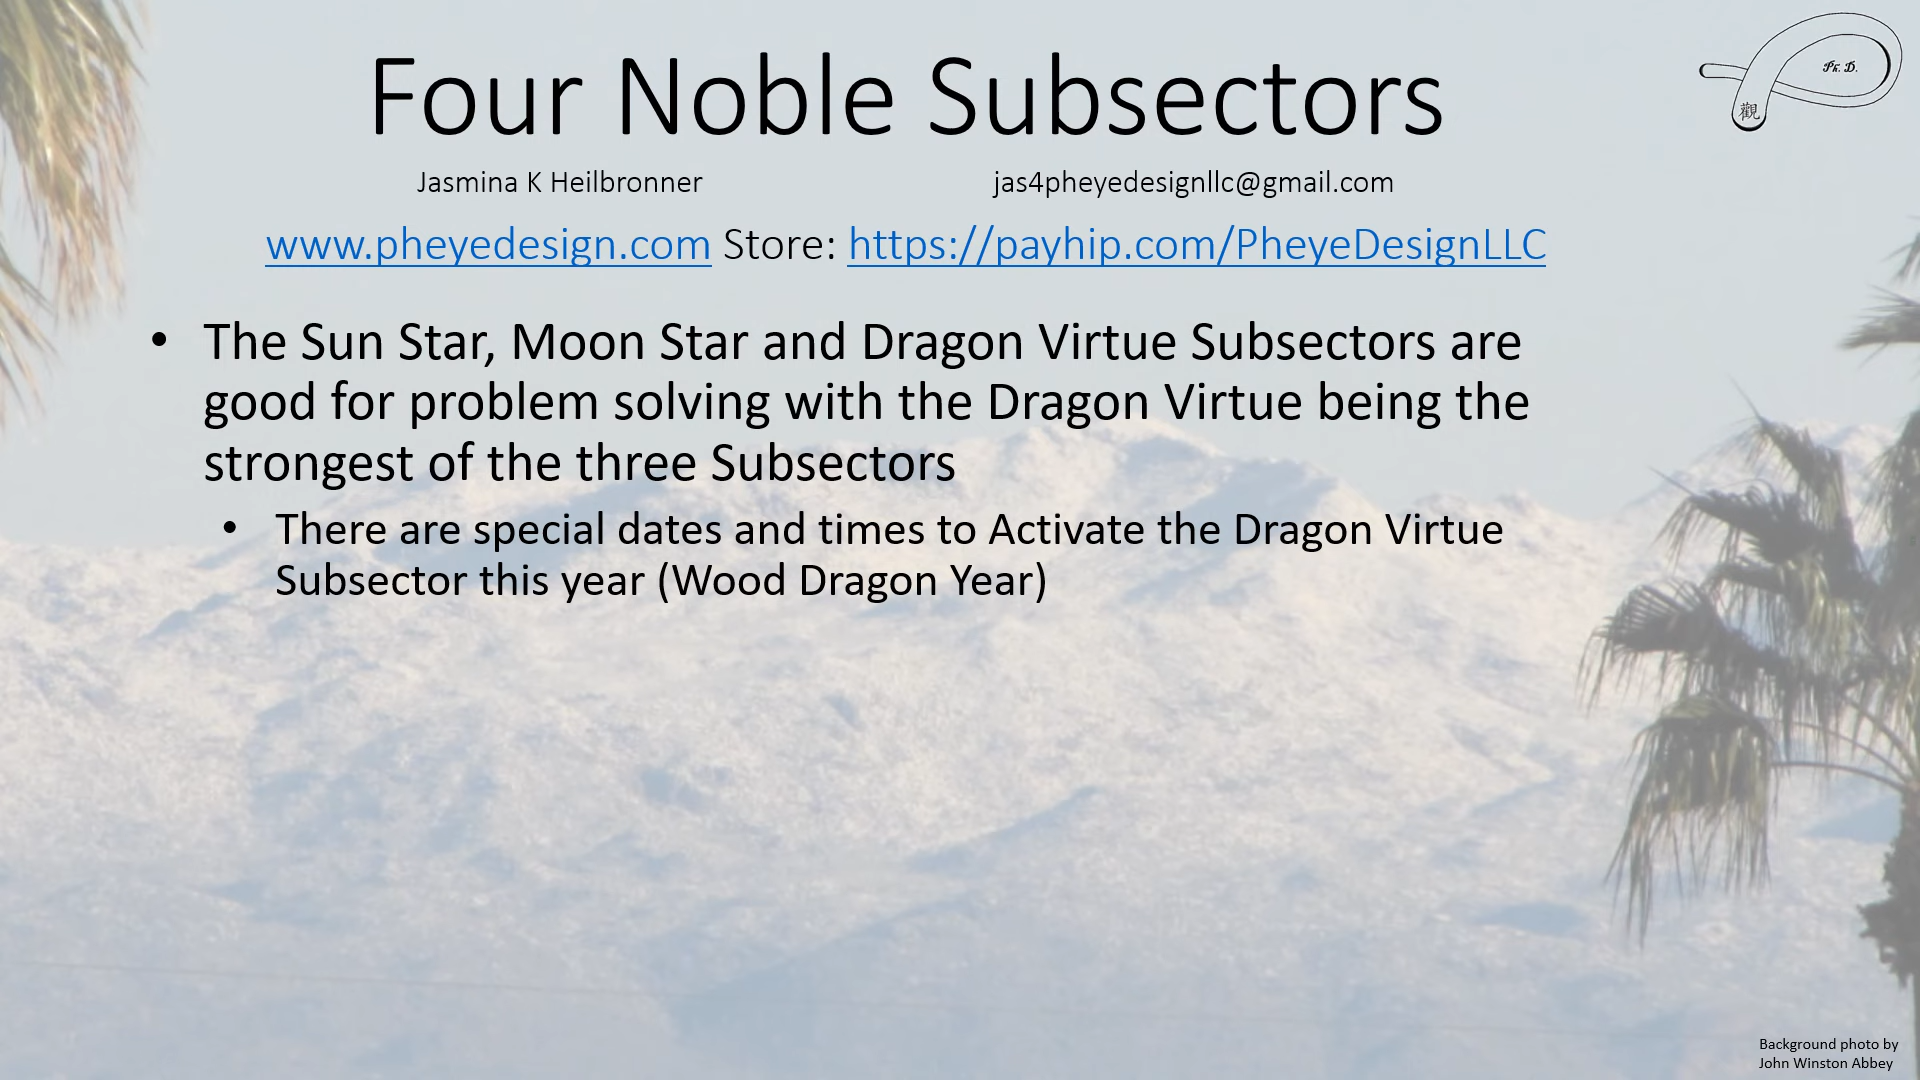 Four Noble Subsectors
Ph. D.
觀
Jasmina K Heilbronner jas4pheyedesignllc@gmail.com
www.pheyedesign.com Store: https://payhip.com/PheyeDesignLLC
• The Sun Star, Moon Star and Dragon Virtue Subsectors are
good for problem solving with the Dragon Virtue being the
strongest of the three Subsectors
• There are special dates and times to Activate the Dragon Virtue
Subsector this year (Wood Dragon Year)
Background photo by
John Winston Abbey